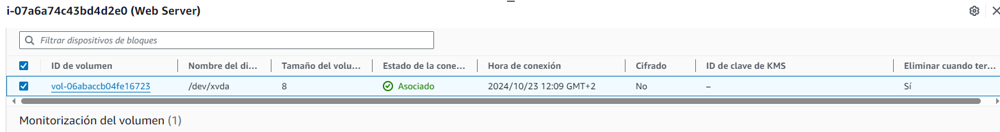 i-07a6a74c43bd4d2e0 (Web Server)
Filtrar dispositivos de bloques
ID de volumen Nombre del di... Tamaño del volu... Estado de la cone... Hora de conexión Cifrado ID de clave de KMS Eliminar cuando ter...
vol-06abaccb04fe16723 /dev/xvda 8 Asociado 2024/10/23 12:09 GMT+2 No – Sí
Monitorización del volumen (1)